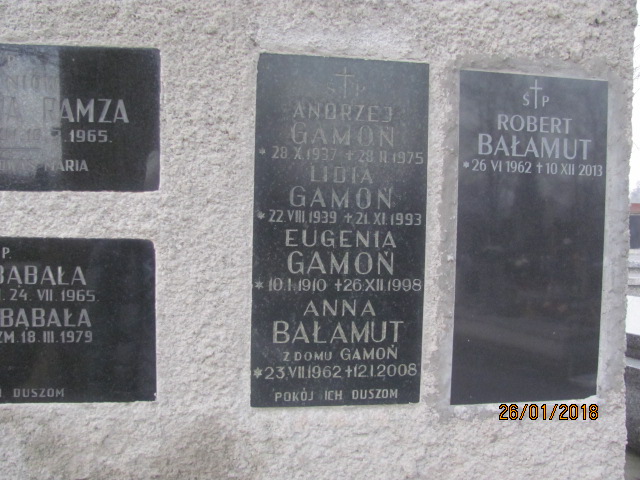 RAMZA
1965.
MARIA
P.
BĄBAŁA
24. VII. 1965.
BĄBAŁA
ZM. 18. III. 1979
DUSZOM
Ś P
ANDRZEJ
GAMOŃ
* 28 X. 1937 + 28 II. 1975
LIDIA
GAMOŃ
* 22. VIII. 1939 + 21. XI. 1993
EUGENIA
GAMOŃ
* 10. I. 1910 + 26 XII. 1998
ANNA
BAŁAMUT
Z DOMU GAMOŃ
* 23. VII. 1962 + 12. I. 2008
POKÓJ ICH DUSZOM
Ś P
ROBERT
BAŁAMUT
* 26 VI 1962 + 10 XII 2013
26/01/2018